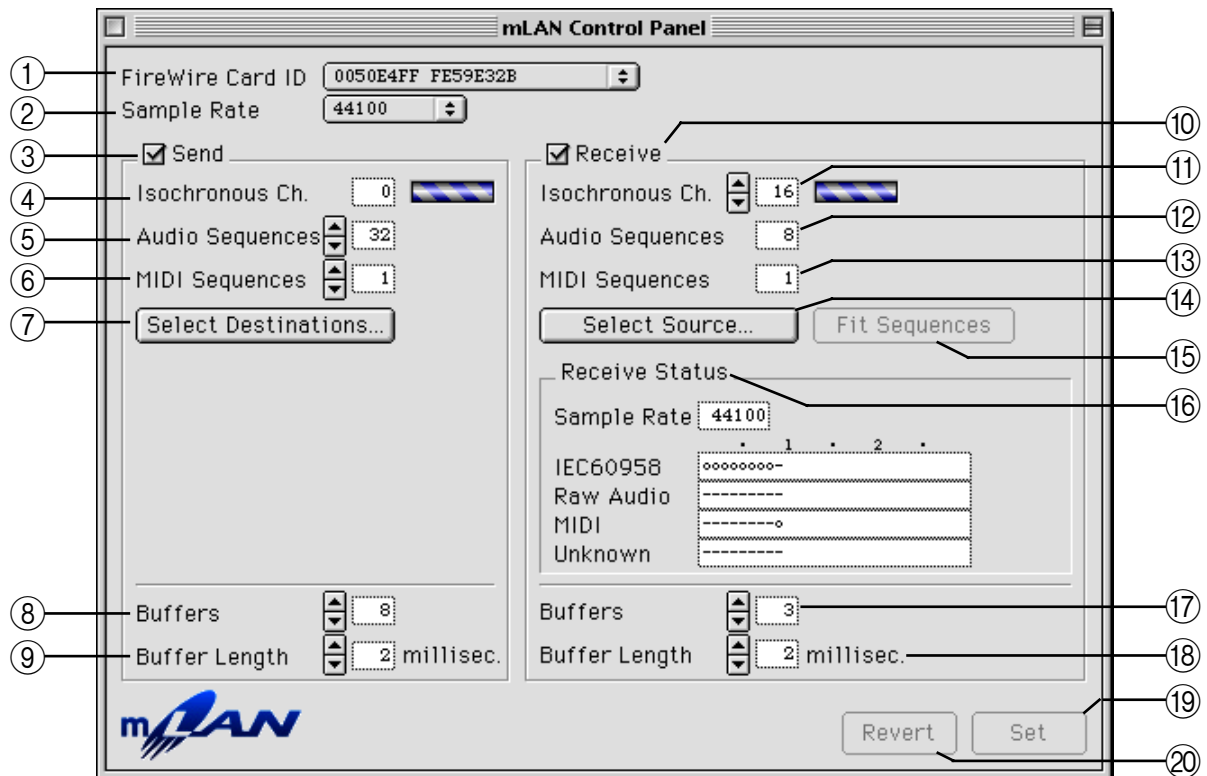 mLAN Control Panel
① FireWire Card ID 0050E4FF FE59E32B
② Sample Rate 44100
③ Send
④ Isochronous Ch. 0
⑤ Audio Sequences 32
⑥ MIDI Sequences 1
⑦ Select Destinations...
⑧ Buffers 8
⑨ Buffer Length 2 millisec.
Receive ⑩
Isochronous Ch. 16 ⑪
Audio Sequences 8 ⑫
MIDI Sequences 1 ⑬
Select Source... ⑭
Fit Sequences ⑮
Receive Status ⑯
Sample Rate 44100
· 1 · 2 ·
IEC60958 oooooooo-
Raw Audio ---------
MIDI --------o
Unknown ---------
Buffers 3 ⑰
Buffer Length 2 millisec. ⑱
mLAN
Revert ⑳
Set ⑲